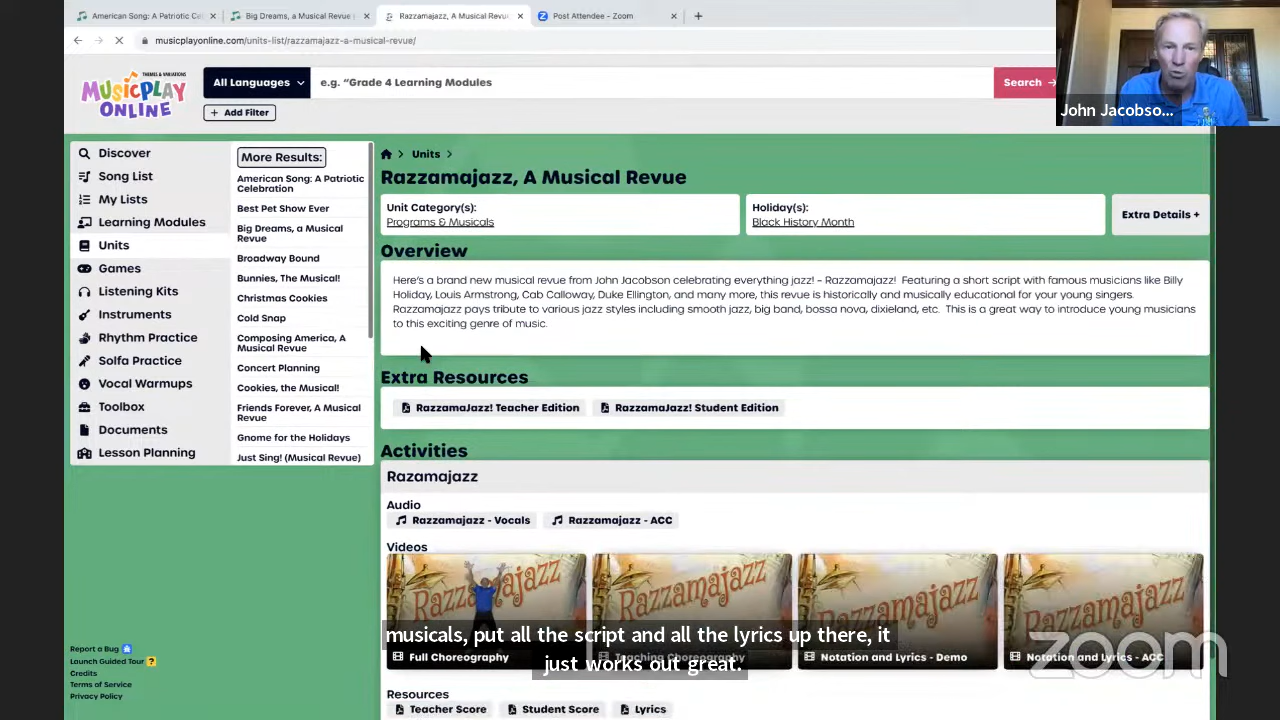 American Song: A Patriotic Cel
Big Dreams, a Musical Revue
Razzamajazz, A Musical Revu
Post Attendee - Zoom
musicplayonline.com/units-list/razzamajazz-a-musical-revue/
THEMES & VARIATIONS
MUSICPLAY
ONLINE
All Languages
e.g. “Grade 4 Learning Modules
Search
Add Filter
John Jacobso...
Discover
Song List
My Lists
Learning Modules
Units
Games
Listening Kits
Instruments
Rhythm Practice
Solfa Practice
Vocal Warmups
Toolbox
Documents
Lesson Planning
More Results:
American Song: A Patriotic
Celebration
Best Pet Show Ever
Big Dreams, a Musical
Revue
Broadway Bound
Bunnies, The Musical!
Christmas Cookies
Cold Snap
Composing America, A
Musical Revue
Concert Planning
Cookies, the Musical!
Friends Forever, A Musical
Revue
Gnome for the Holidays
Just Sing! (Musical Revue)
Units
Razzamajazz, A Musical Revue
Unit Category(s):
Programs & Musicals
Holiday(s):
Black History Month
Extra Details +
Overview
Here's a brand new musical revue from John Jacobson celebrating everything jazz! - Razzamajazz! Featuring a short script with famous musicians like Billy
Holiday, Louis Armstrong, Cab Calloway, Duke Ellington, and many more, this revue is historically and musically educational for your young singers.
Razzamajazz pays tribute to various jazz styles including smooth jazz, big band, bossa nova, dixieland, etc. This is a great way to introduce young musicians
to this exciting genre of music.
Extra Resources
RazzamaJazz! Teacher Edition
RazzamaJazz! Student Edition
Activities
Razamajazz
Audio
Razzamajazz - Vocals
Razzamajazz - ACC
Videos
Razzamajazz
Razzamajazz
Razzamajazz
Razzamajazz
musicals, put all the script and all the lyrics up there, it
just works out great.
Full Choreography
Teaching Choreography
Notation and Lyrics - Demo
Notation and Lyrics - ACC
zoom
Resources
Teacher Score
Student Score
Lyrics
Report a Bug
Launch Guided Tour ?
Credits
Terms of Service
Privacy Policy